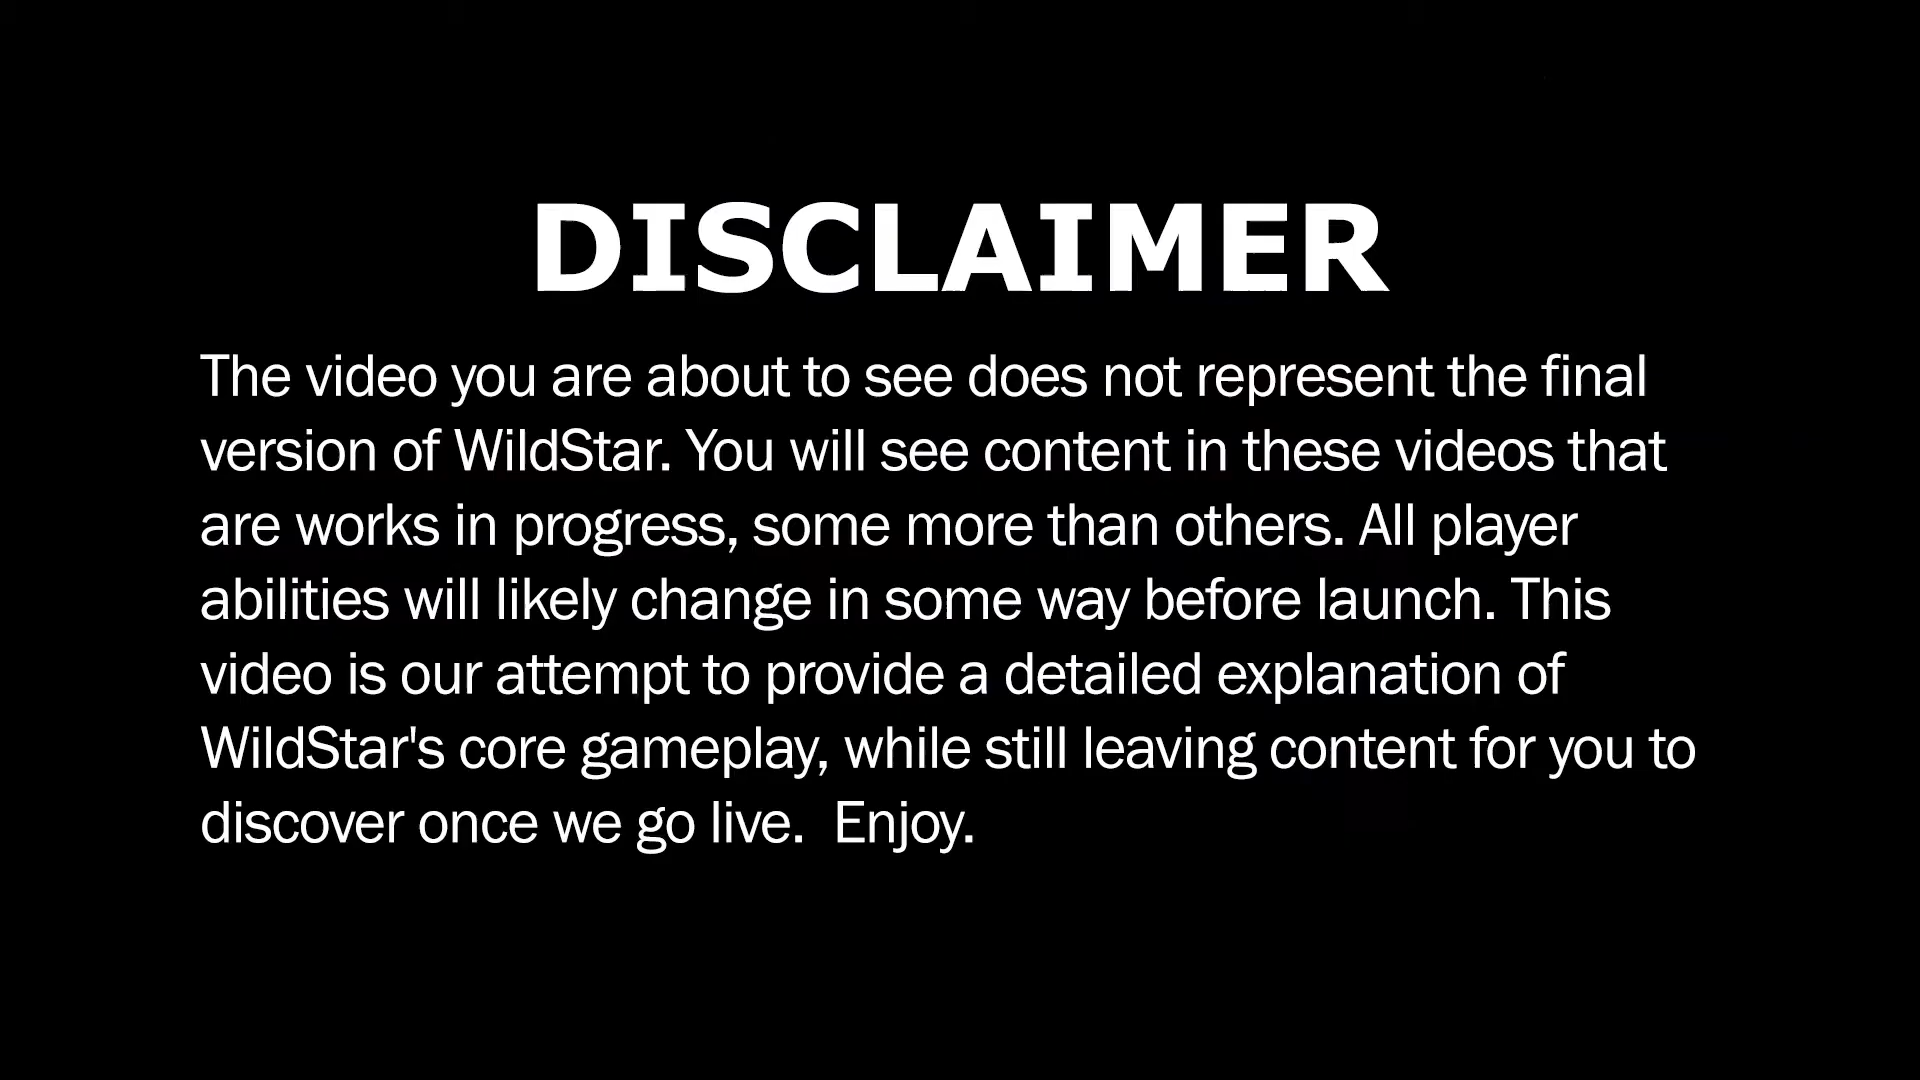 DISCLAIMER
The video you are about to see does not represent the final
version of WildStar. You will see content in these videos that
are works in progress, some more than others. All player
abilities will likely change in some way before launch. This
video is our attempt to provide a detailed explanation of
WildStar's core gameplay, while still leaving content for you to
discover once we go live.  Enjoy.